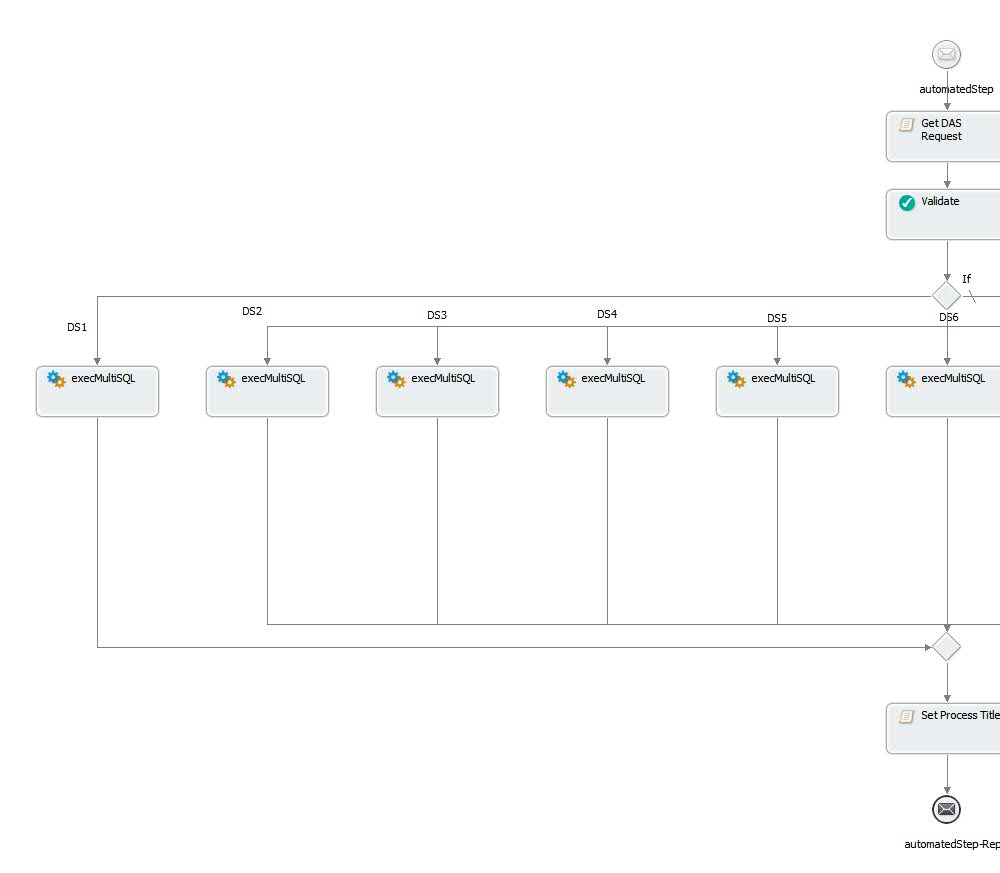 automatedStep
Get DAS
Request
Validate
If
DS1
DS2
DS3
DS4
DS5
DS6
execMultiSQL
execMultiSQL
execMultiSQL
execMultiSQL
execMultiSQL
execMultiSQL
Set Process Title
automatedStep-Rep